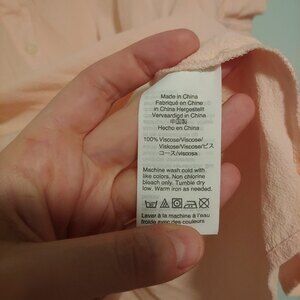 Made in China
Fabriqué en Chine
in China Hergestellt
Vervaardigd in China
中国製
Hecho en China
100% Viscose/Viscose/
Viskose/Viscose/ビス
コース/viscosa
Machine wash cold with
like colors. Non chlorine
bleach only. Tumble dry
low. Warm iron as needed.
Laver à la machine à l'eau
froide avec des couleurs